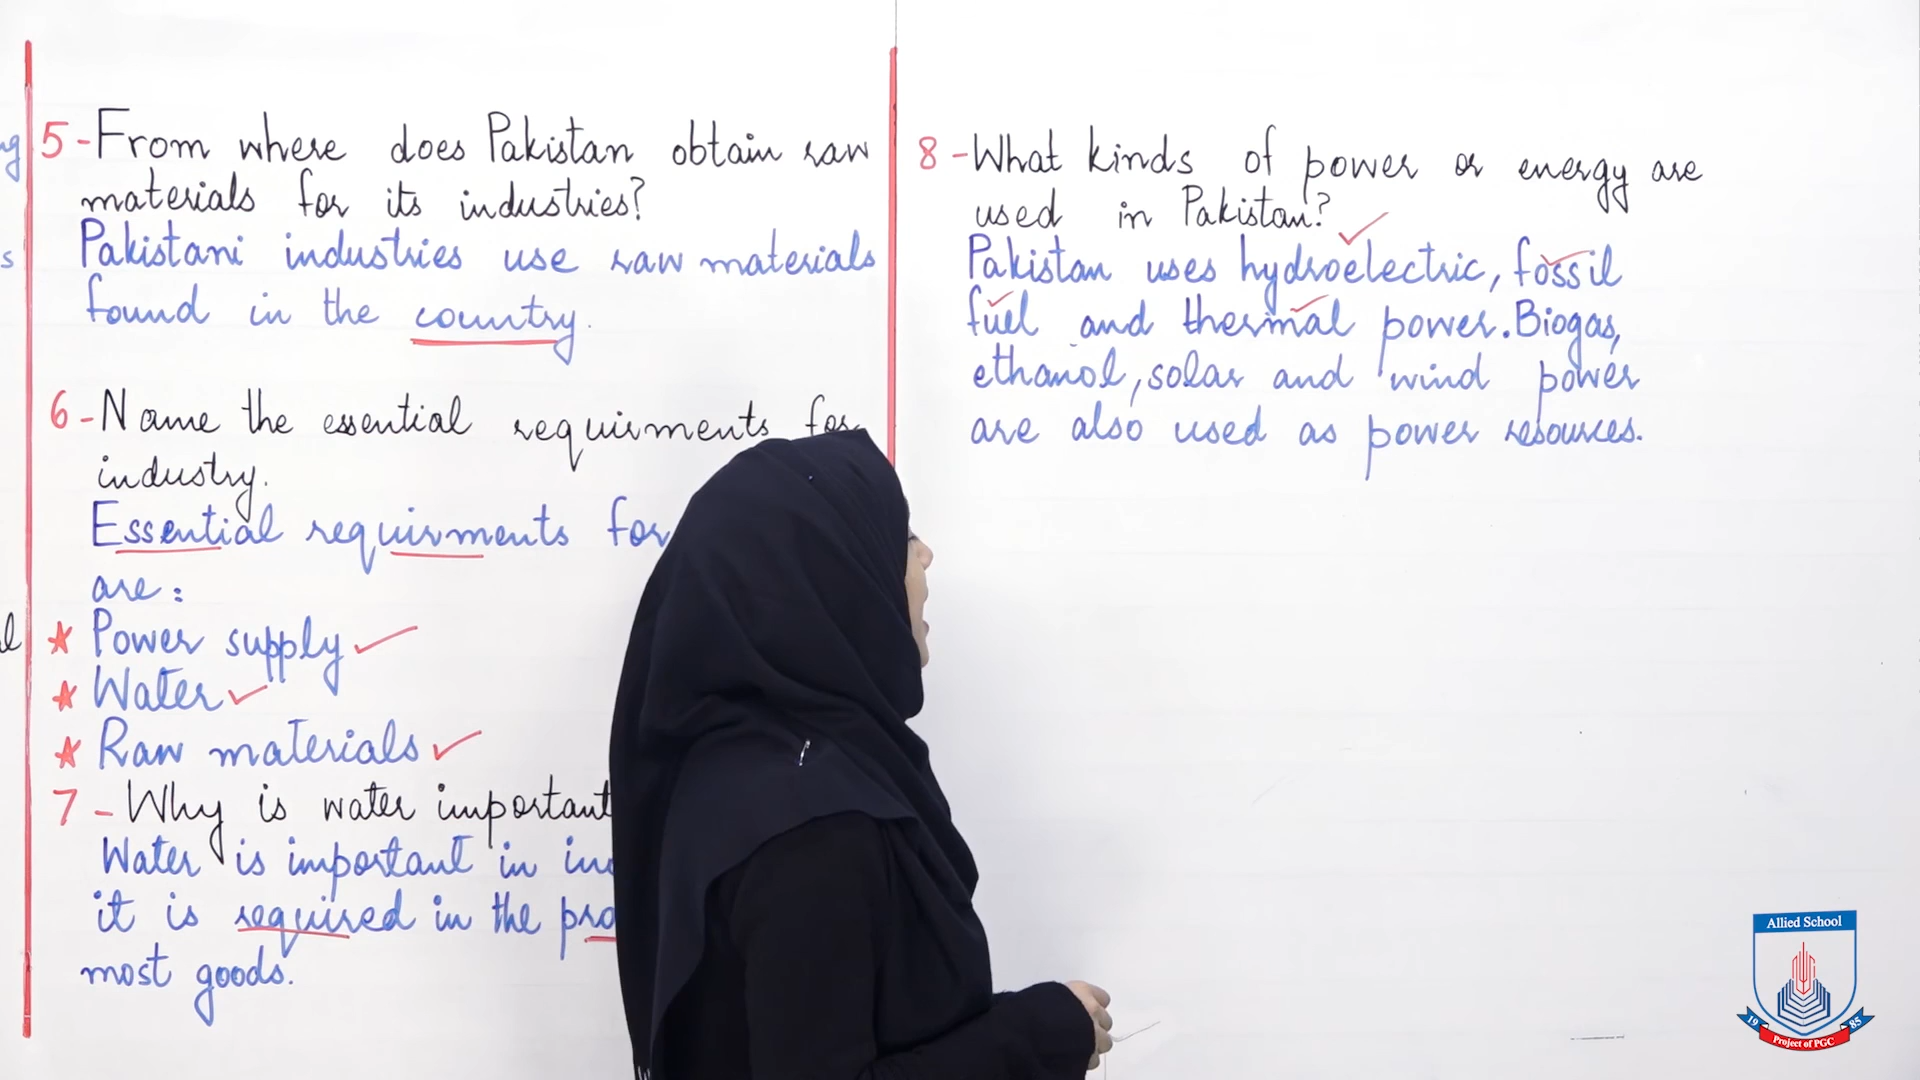 5-From where does Pakistan obtain raw
materials for its industries?
Pakistani industries use raw materials
found in the country.
6-Name the essential requirments for
industry.
Essential requirments for
are:
* Power supply ✓
* Water ✓
* Raw materials ✓
7-Why is water important
Water is important in
it is required in the
most goods.
8-What kinds of power or energy are
used in Pakistan?
Pakistan uses hydroelectric, fossil
fuel and thermal power. Biogas,
ethanol, solar and wind power
are also used as power resources.
Allied School
19 85
Project of PGC